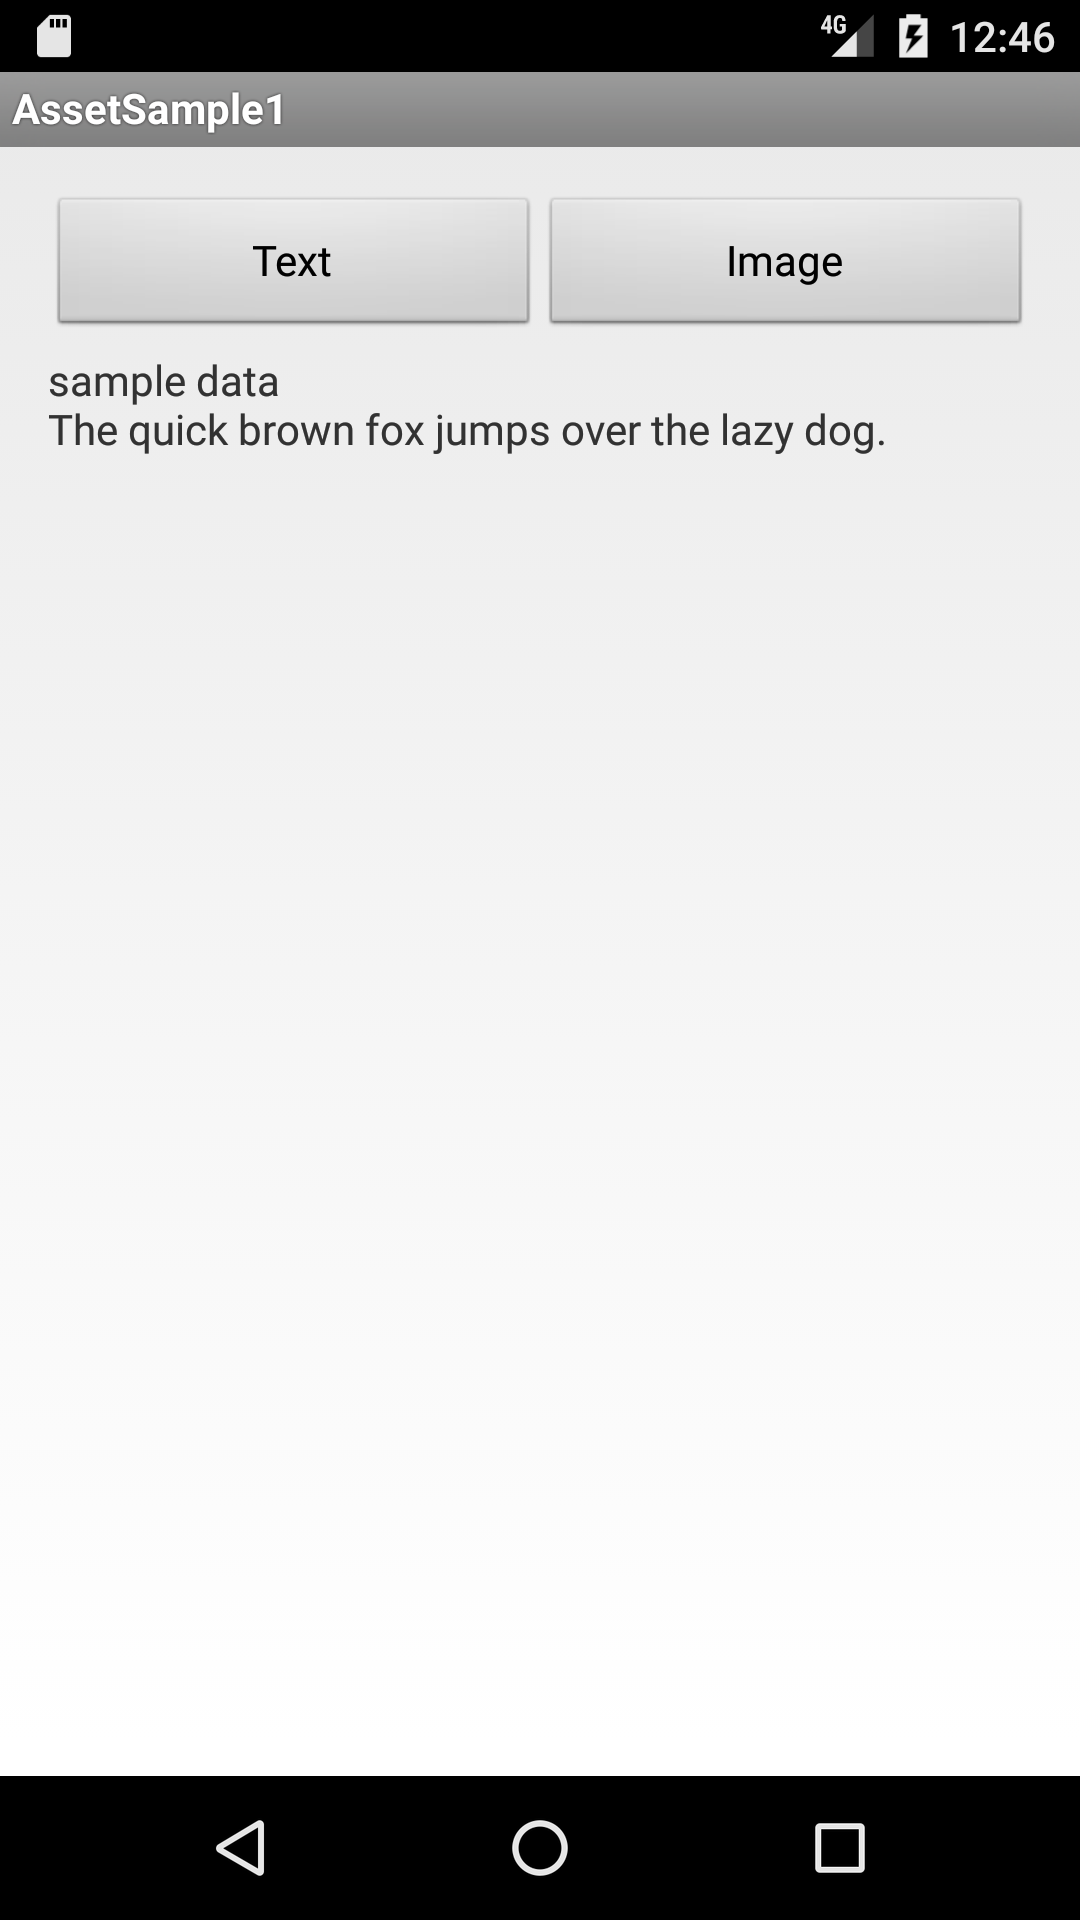 4G 12:46
AssetSample1
Text Image
sample data
The quick brown fox jumps over the lazy dog.